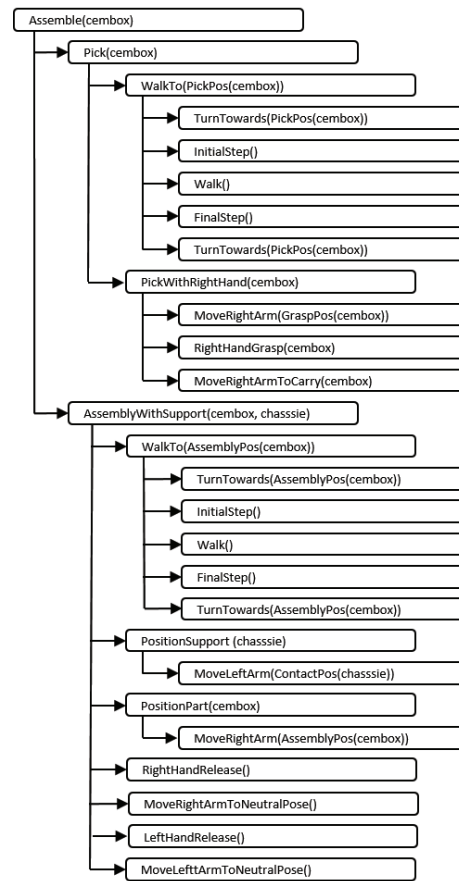 Assemble(cembox)
Pick(cembox)
WalkTo(PickPos(cembox))
TurnTowards(PickPos(cembox))
InitialStep()
Walk()
FinalStep()
TurnTowards(PickPos(cembox))
PickWithRightHand(cembox)
MoveRightArm(GraspPos(cembox))
RightHandGrasp(cembox)
MoveRightArmToCarry(cembox)
AssemblyWithSupport(cembox, chasssie)
WalkTo(AssemblyPos(cembox))
TurnTowards(AssemblyPos(cembox))
InitialStep()
Walk()
FinalStep()
TurnTowards(AssemblyPos(cembox))
PositionSupport (chasssie)
MoveLeftArm(ContactPos(chasssie))
PositionPart(cembox)
MoveRightArm(AssemblyPos(cembox))
RightHandRelease()
MoveRightArmToNeutralPose()
LeftHandRelease()
MoveLefttArmToNeutralPose()